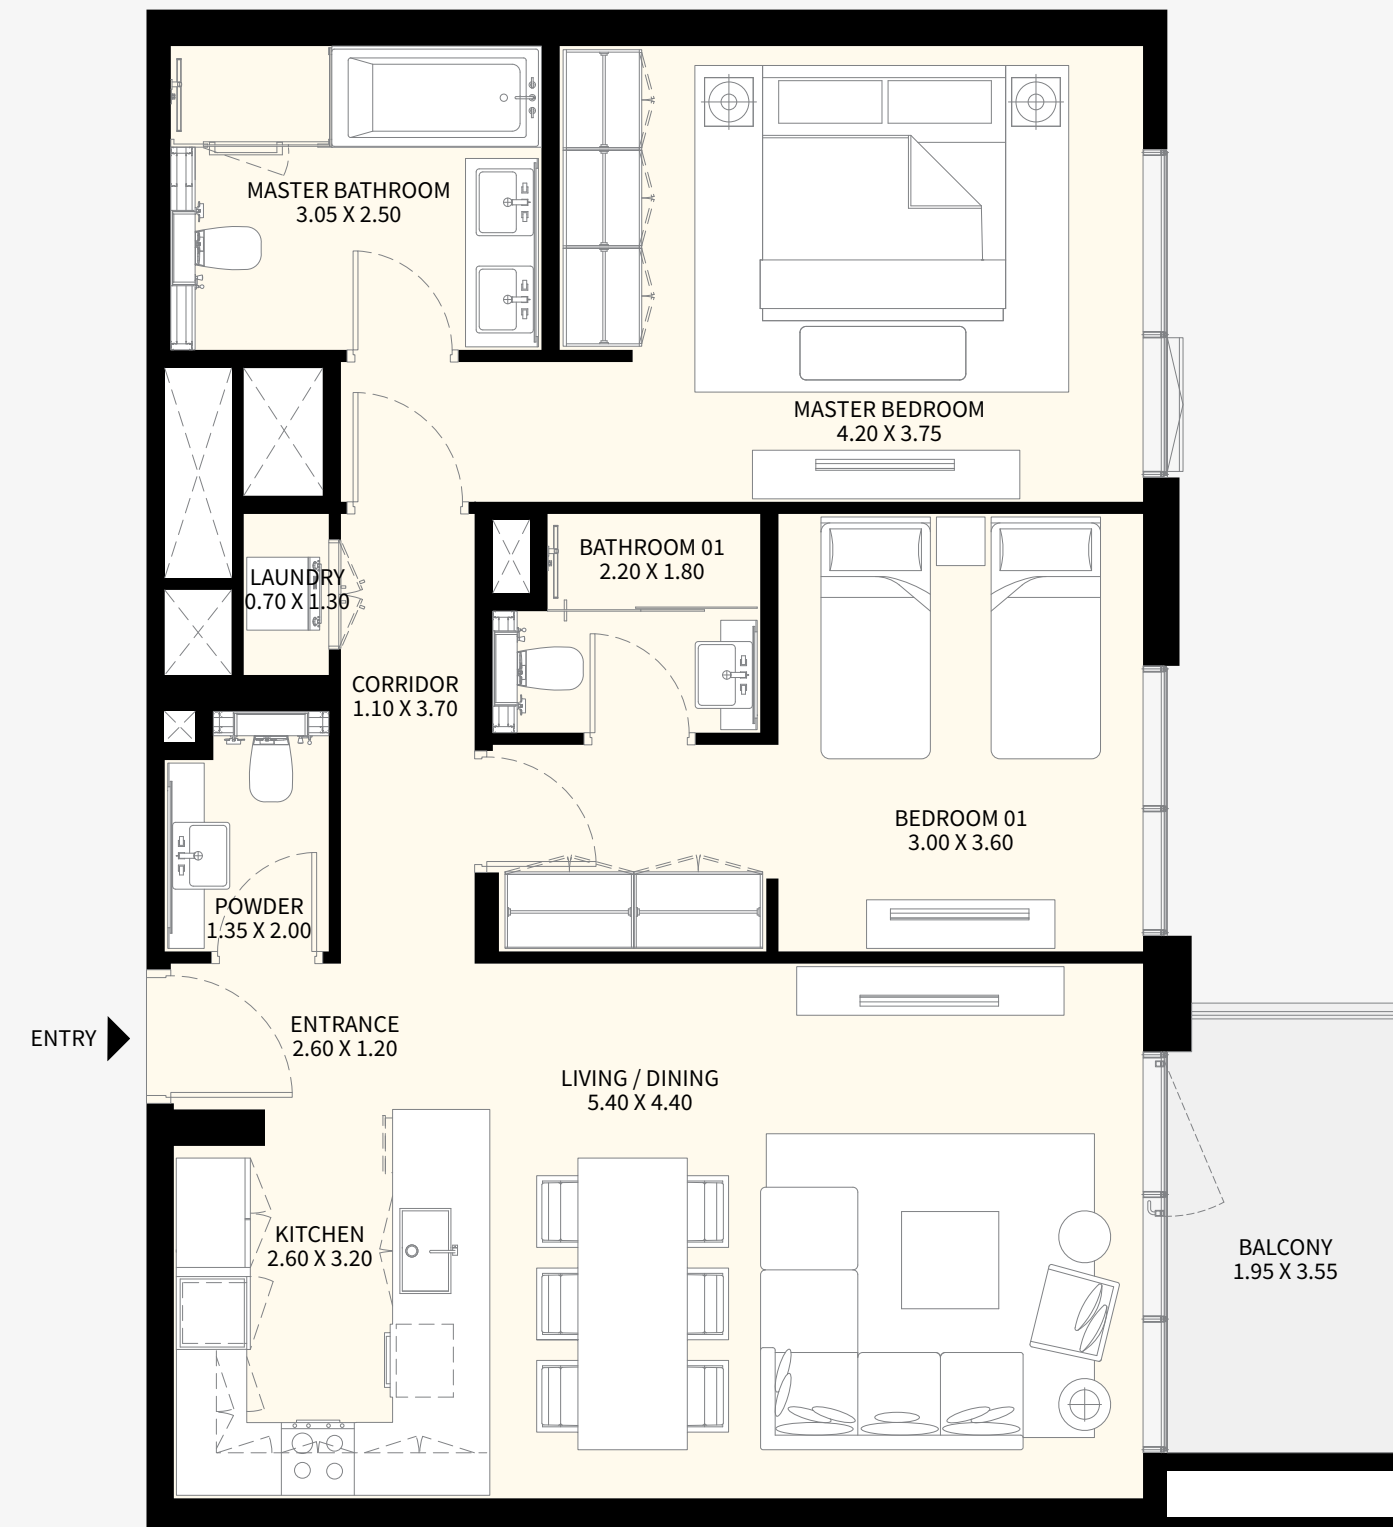 MASTER BATHROOM
3.05 X 2.50
MASTER BEDROOM
4.20 X 3.75
BATHROOM 01
2.20 X 1.80
LAUNDRY
0.70 X 1.30
CORRIDOR
1.10 X 3.70
BEDROOM 01
3.00 X 3.60
POWDER
1.35 X 2.00
ENTRY
ENTRANCE
2.60 X 1.20
LIVING / DINING
5.40 X 4.40
KITCHEN
2.60 X 3.20
BALCONY
1.95 X 3.55